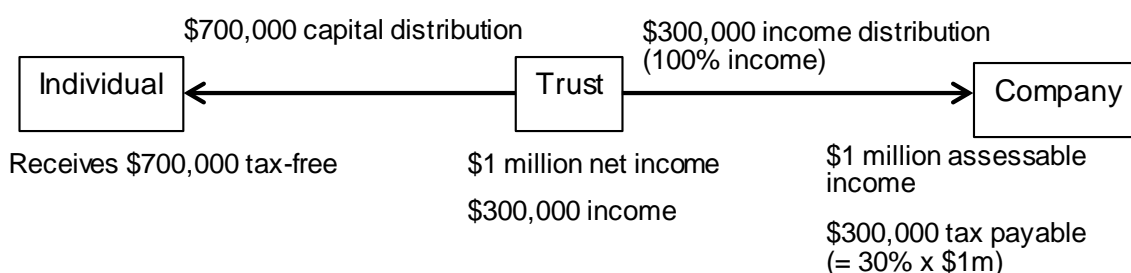 $700,000 capital distribution
$300,000 income distribution
(100% income)
Individual
Trust
Company
Receives $700,000 tax-free
$1 million net income
$300,000 income
$1 million assessable
income
$300,000 tax payable
(= 30% x $1m)